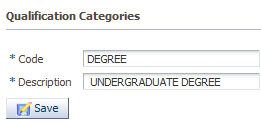 Qualification Categories
* Code DEGREE
* Description UNDERGRADUATE DEGREE
Save